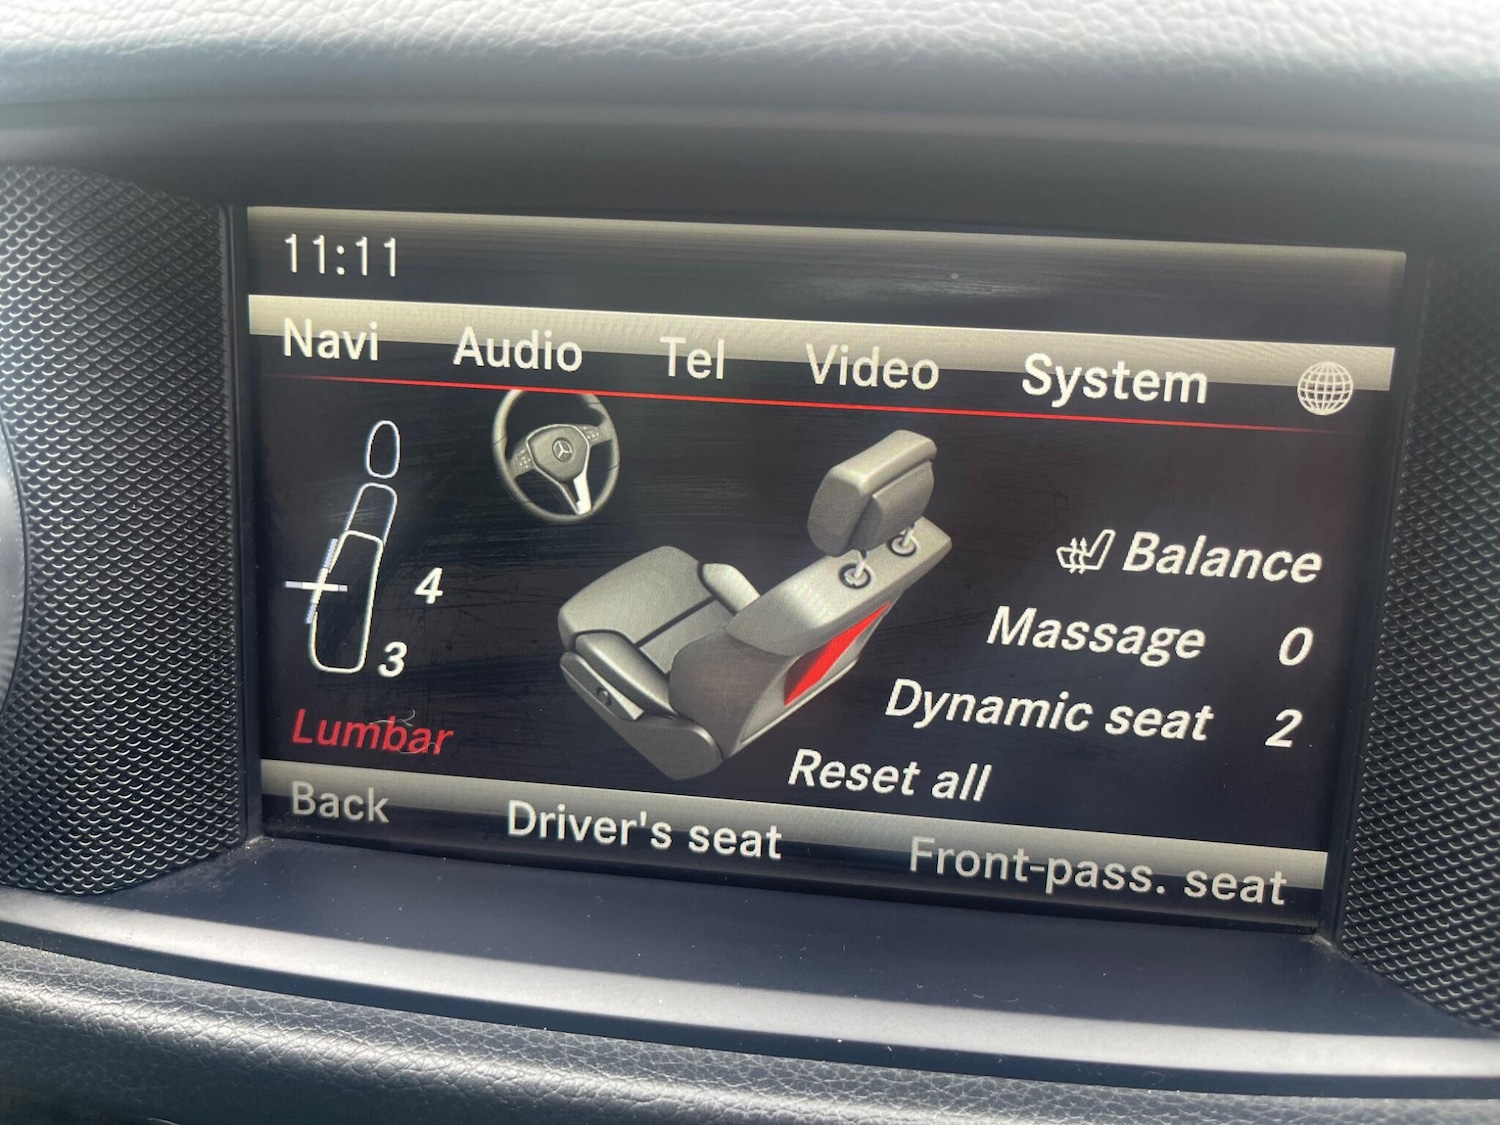 11:11
Navi Audio Tel Video System
Balance
4
Massage 0
3
Dynamic seat 2
Lumbar
Reset all
Back Driver's seat Front-pass. seat